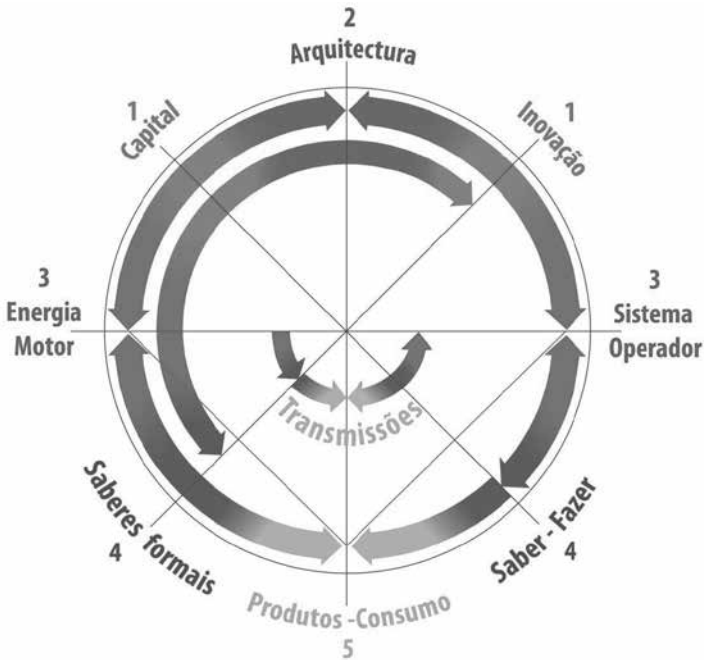 2
Arquitectura
1
Capital
1
Inovação
3
Energia
Motor
3
Sistema
Operador
Transmissões
Saberes formais
4
Saber - Fazer
4
Produtos -Consumo
5